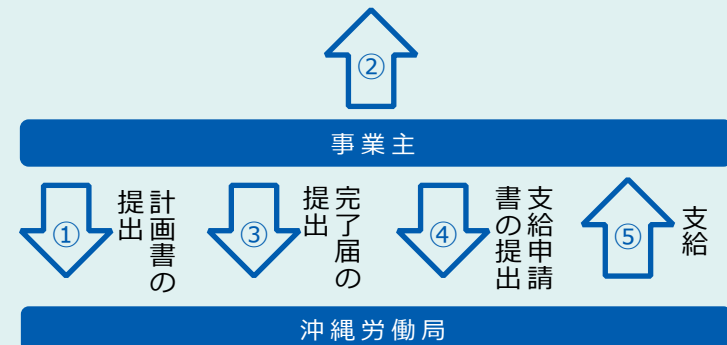 ②
事業主
①
計画書の
提出
③
完了届の
提出
④
支給申請
書の提出
⑤
支給
沖縄労働局